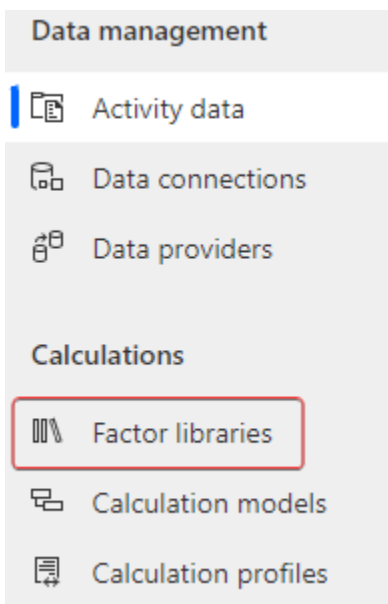 Data management
Activity data
Data connections
Data providers
Calculations
Factor libraries
Calculation models
Calculation profiles